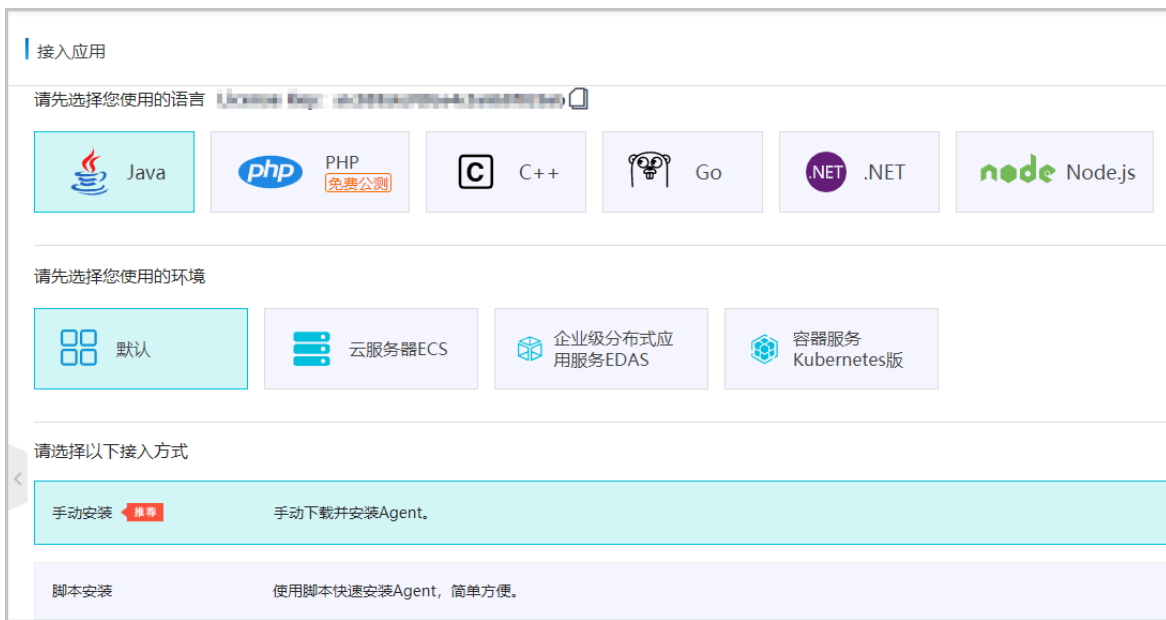 接入应用
请先选择您使用的语言
Java
php PHP
免费公测
C C++
Go
.NET .NET
node Node.js
请先选择您使用的环境
默认
云服务器ECS
企业级分布式应
用服务EDAS
容器服务
Kubernetes版
请选择以下接入方式
手动安装 推荐 手动下载并安装Agent。
脚本安装 使用脚本快速安装Agent，简单方便。